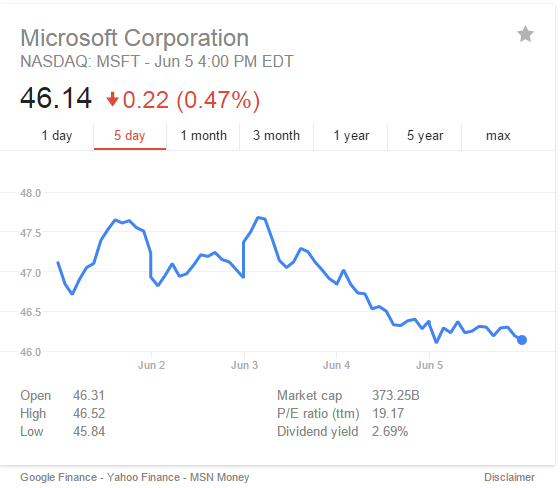 Microsoft Corporation
NASDAQ: MSFT - Jun 5 4:00 PM EDT
46.14 ↓0.22 (0.47%)
1 day 5 day 1 month 3 month 1 year 5 year max
48.0
47.5
47.0
46.5
46.0
Jun 2 Jun 3 Jun 4 Jun 5
Open 46.31 Market cap 373.25B
High 46.52 P/E ratio (ttm) 19.17
Low 45.84 Dividend yield 2.69%
Google Finance - Yahoo Finance - MSN Money Disclaimer